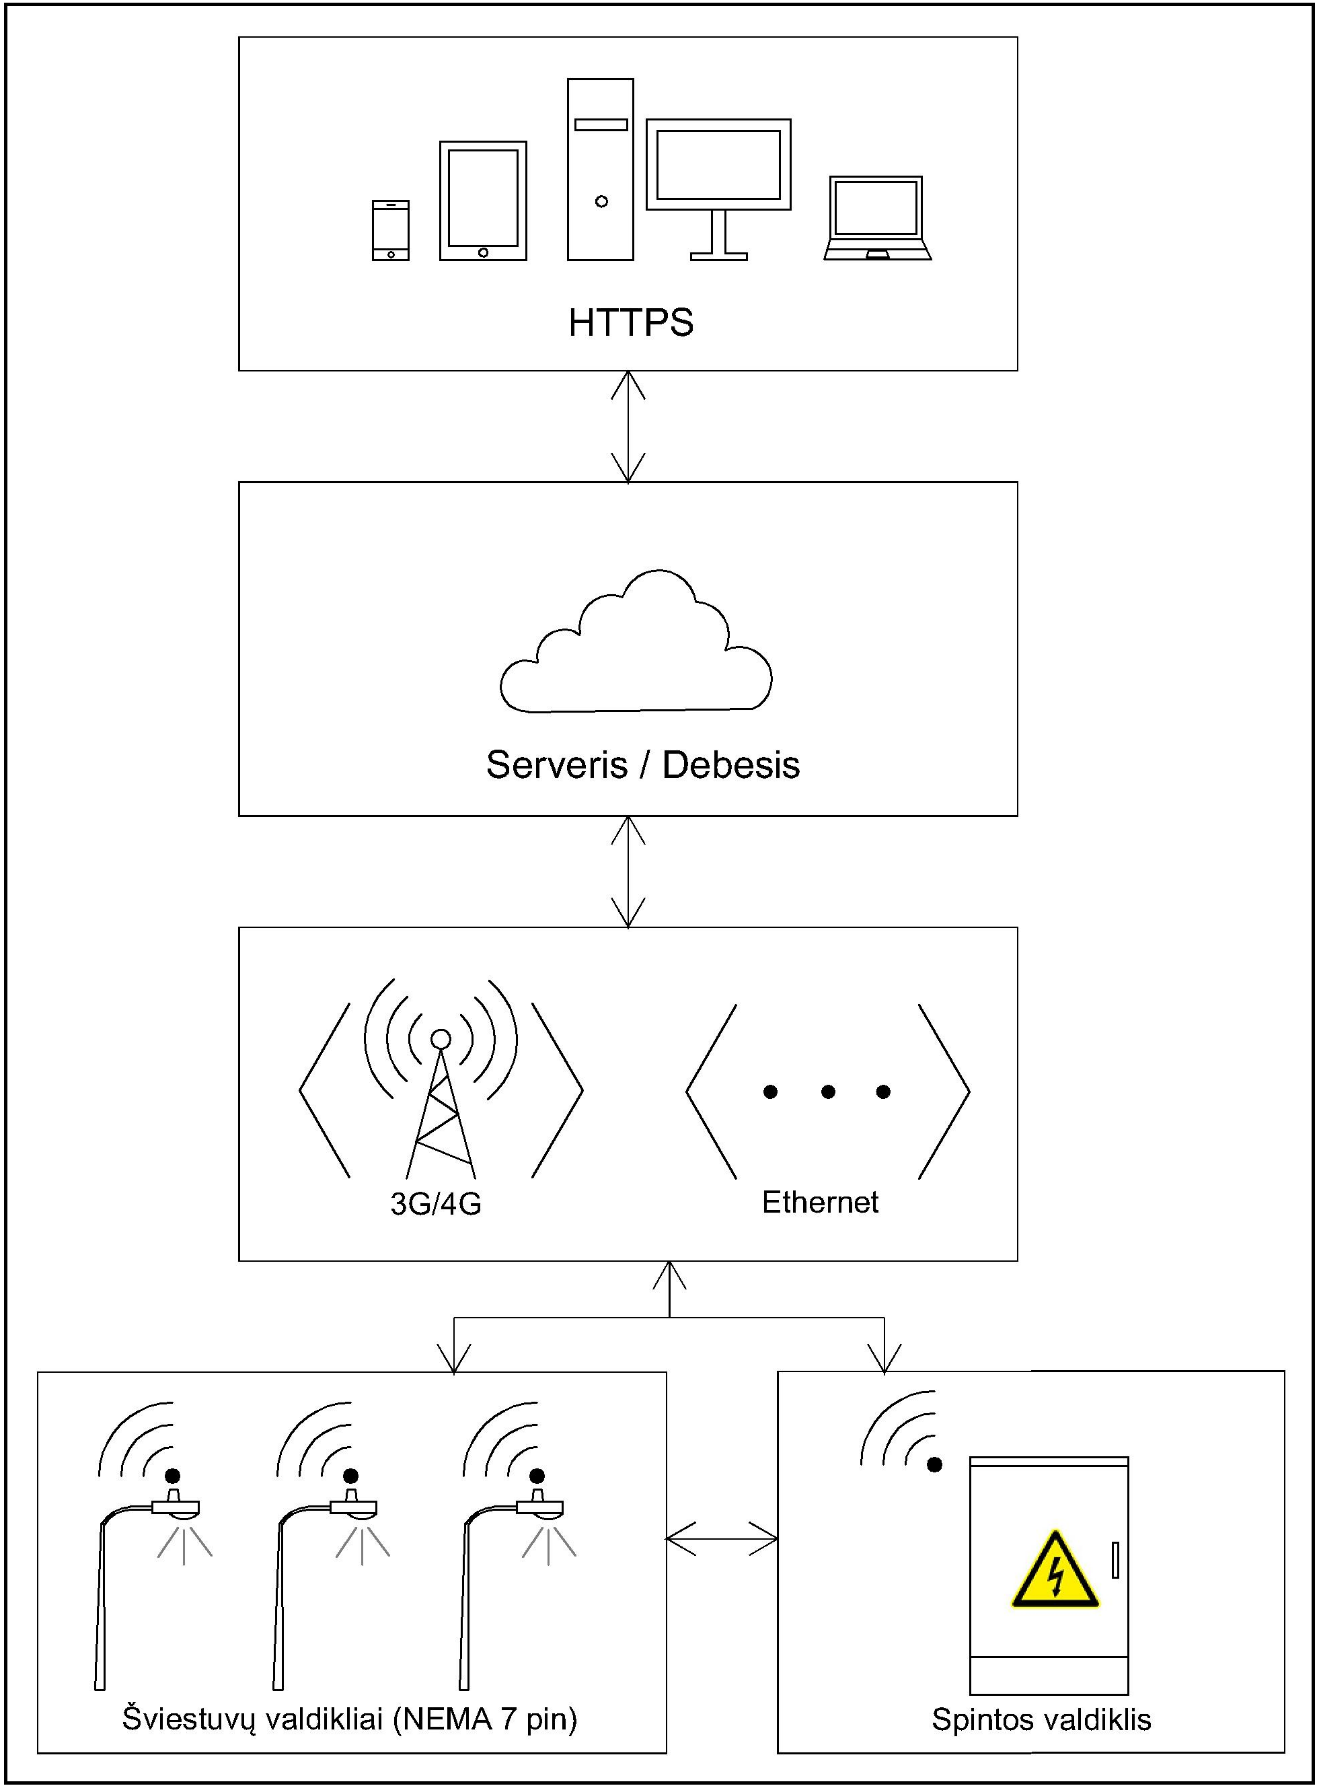 HTTPS
Serveris / Debesis
3G/4G
Ethernet
Šviestuvų valdikliai (NEMA 7 pin)
Spintos valdiklis